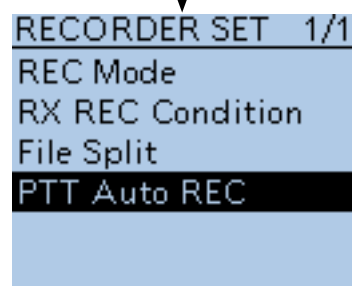 RECORDER SET 1/1
REC Mode
RX REC Condition
File Split
PTT Auto REC